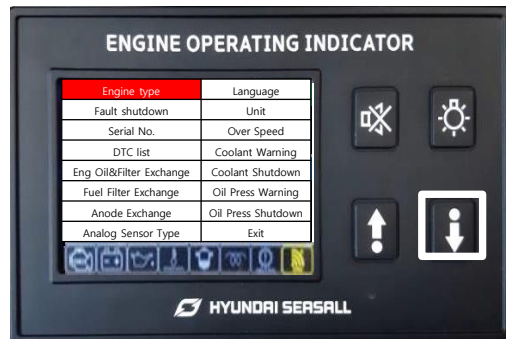 ENGINE OPERATING INDICATOR
Engine type
Language
Fault shutdown
Unit
Serial No.
Over Speed
DTC list
Coolant Warning
Eng Oil&Filter Exchange
Coolant Shutdown
Fuel Filter Exchange
Oil Press Warning
Anode Exchange
Oil Press Shutdown
Analog Sensor Type
Exit
HYUNDAI SEASALL